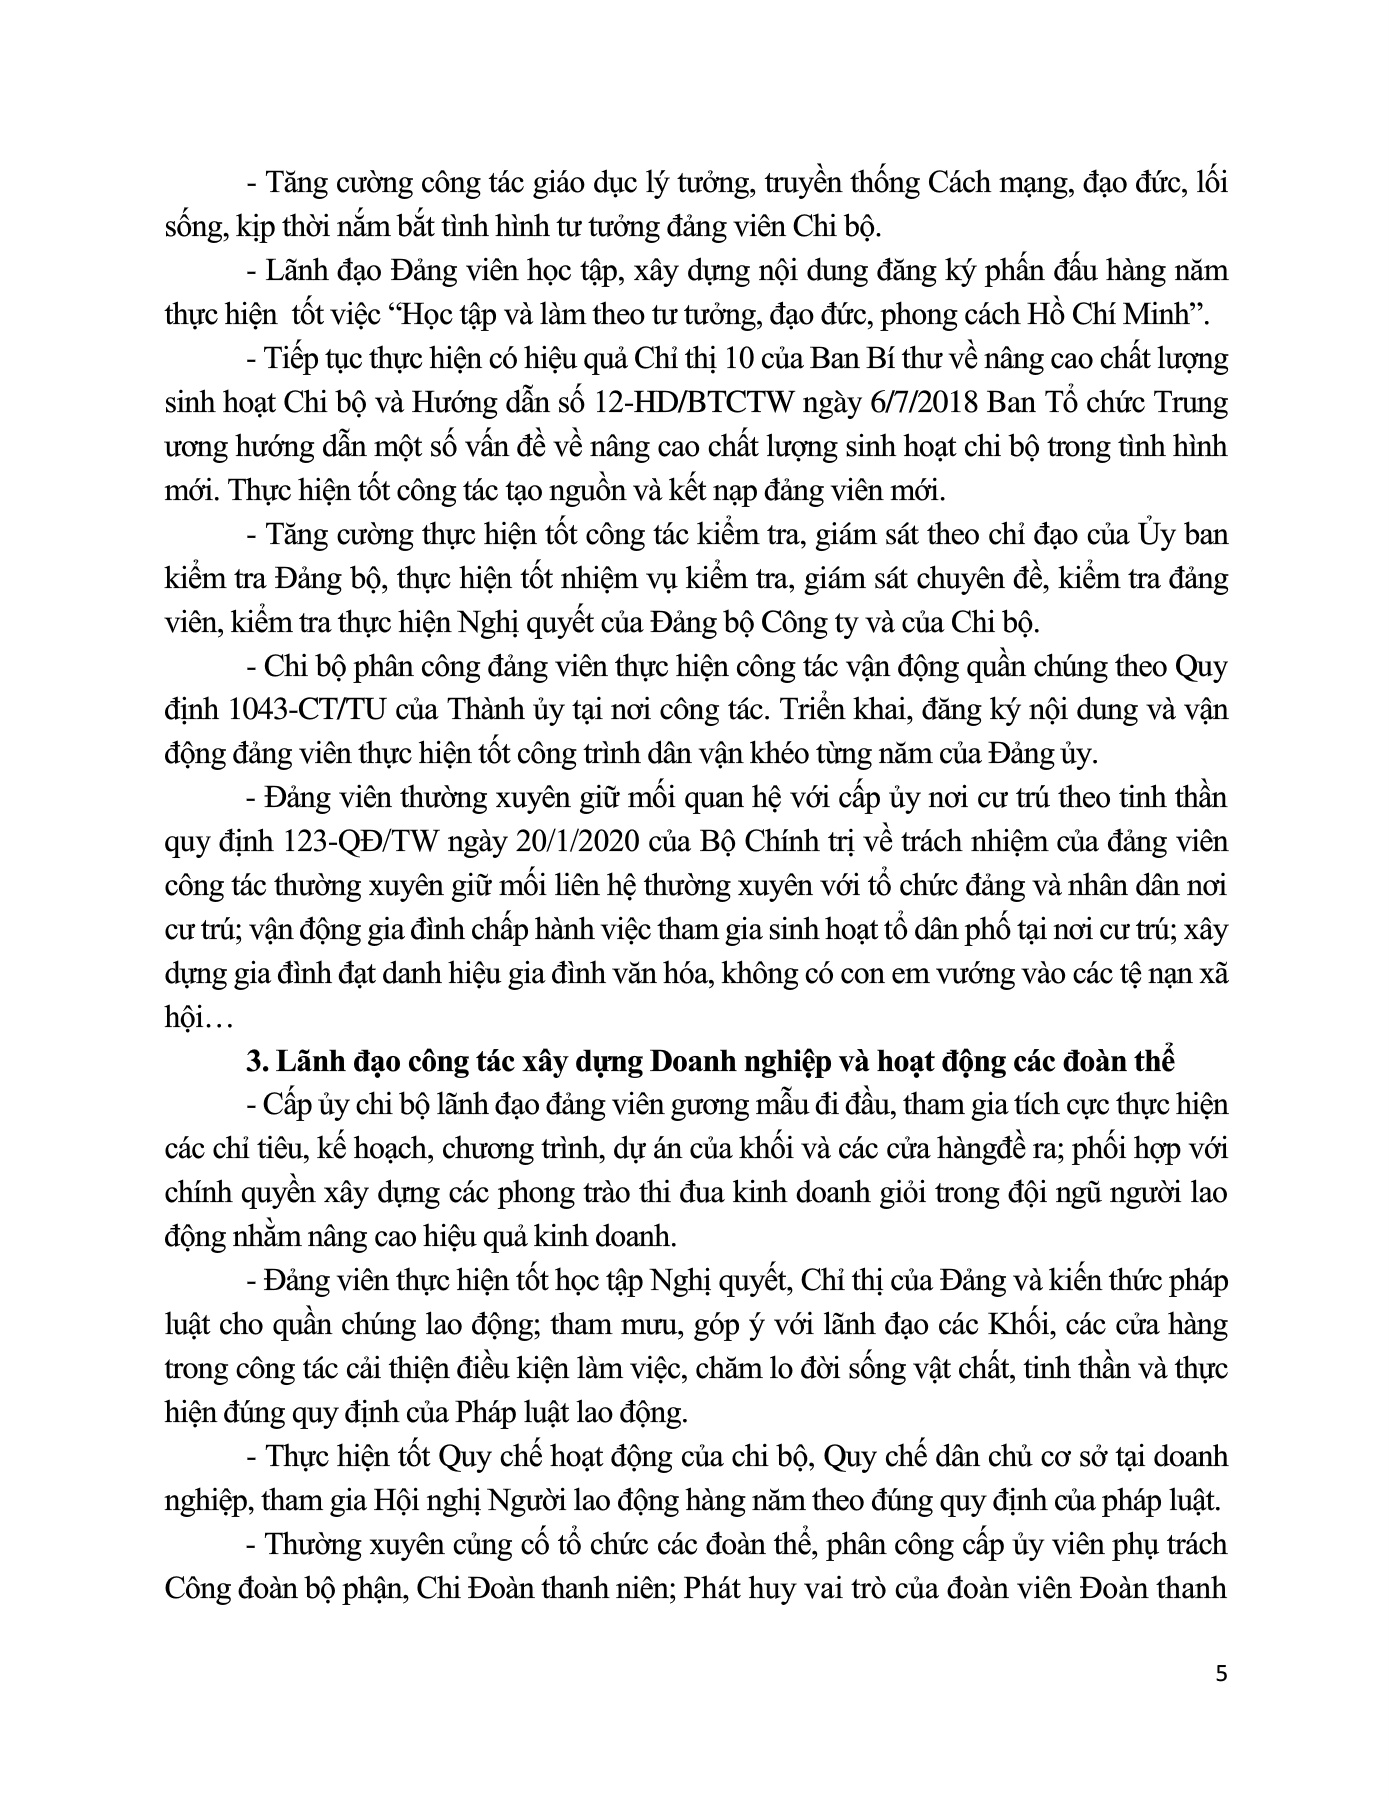 - Tăng cường công tác giáo dục lý tưởng, truyền thống Cách mạng, đạo đức, lối
sống, kịp thời nắm bắt tình hình tư tưởng đảng viên Chi bộ.
- Lãnh đạo Đảng viên học tập, xây dựng nội dung đăng ký phấn đấu hàng năm
thực hiện  tốt việc “Học tập và làm theo tư tưởng, đạo đức, phong cách Hồ Chí Minh”.
- Tiếp tục thực hiện có hiệu quả Chỉ thị 10 của Ban Bí thư về nâng cao chất lượng
sinh hoạt Chi bộ và Hướng dẫn số 12-HD/BTCTW ngày 6/7/2018 Ban Tổ chức Trung
ương hướng dẫn một số vấn đề về nâng cao chất lượng sinh hoạt chi bộ trong tình hình
mới. Thực hiện tốt công tác tạo nguồn và kết nạp đảng viên mới.
- Tăng cường thực hiện tốt công tác kiểm tra, giám sát theo chỉ đạo của Ủy ban
kiểm tra Đảng bộ, thực hiện tốt nhiệm vụ kiểm tra, giám sát chuyên đề, kiểm tra đảng
viên, kiểm tra thực hiện Nghị quyết của Đảng bộ Công ty và của Chi bộ.
- Chi bộ phân công đảng viên thực hiện công tác vận động quần chúng theo Quy
định 1043-CT/TU của Thành ủy tại nơi công tác. Triển khai, đăng ký nội dung và vận
động đảng viên thực hiện tốt công trình dân vận khéo từng năm của Đảng ủy.
- Đảng viên thường xuyên giữ mối quan hệ với cấp ủy nơi cư trú theo tinh thần
quy định 123-QĐ/TW ngày 20/1/2020 của Bộ Chính trị về trách nhiệm của đảng viên
công tác thường xuyên giữ mối liên hệ thường xuyên với tổ chức đảng và nhân dân nơi
cư trú; vận động gia đình chấp hành việc tham gia sinh hoạt tổ dân phố tại nơi cư trú; xây
dựng gia đình đạt danh hiệu gia đình văn hóa, không có con em vướng vào các tệ nạn xã
hội…
3. Lãnh đạo công tác xây dựng Doanh nghiệp và hoạt động các đoàn thể
- Cấp ủy chi bộ lãnh đạo đảng viên gương mẫu đi đầu, tham gia tích cực thực hiện
các chỉ tiêu, kế hoạch, chương trình, dự án của khối và các cửa hàngđề ra; phối hợp với
chính quyền xây dựng các phong trào thi đua kinh doanh giỏi trong đội ngũ người lao
động nhằm nâng cao hiệu quả kinh doanh.
- Đảng viên thực hiện tốt học tập Nghị quyết, Chỉ thị của Đảng và kiến thức pháp
luật cho quần chúng lao động; tham mưu, góp ý với lãnh đạo các Khối, các cửa hàng
trong công tác cải thiện điều kiện làm việc, chăm lo đời sống vật chất, tinh thần và thực
hiện đúng quy định của Pháp luật lao động.
- Thực hiện tốt Quy chế hoạt động của chi bộ, Quy chế dân chủ cơ sở tại doanh
nghiệp, tham gia Hội nghị Người lao động hàng năm theo đúng quy định của pháp luật.
- Thường xuyên củng cố tổ chức các đoàn thể, phân công cấp ủy viên phụ trách
Công đoàn bộ phận, Chi Đoàn thanh niên; Phát huy vai trò của đoàn viên Đoàn thanh
5